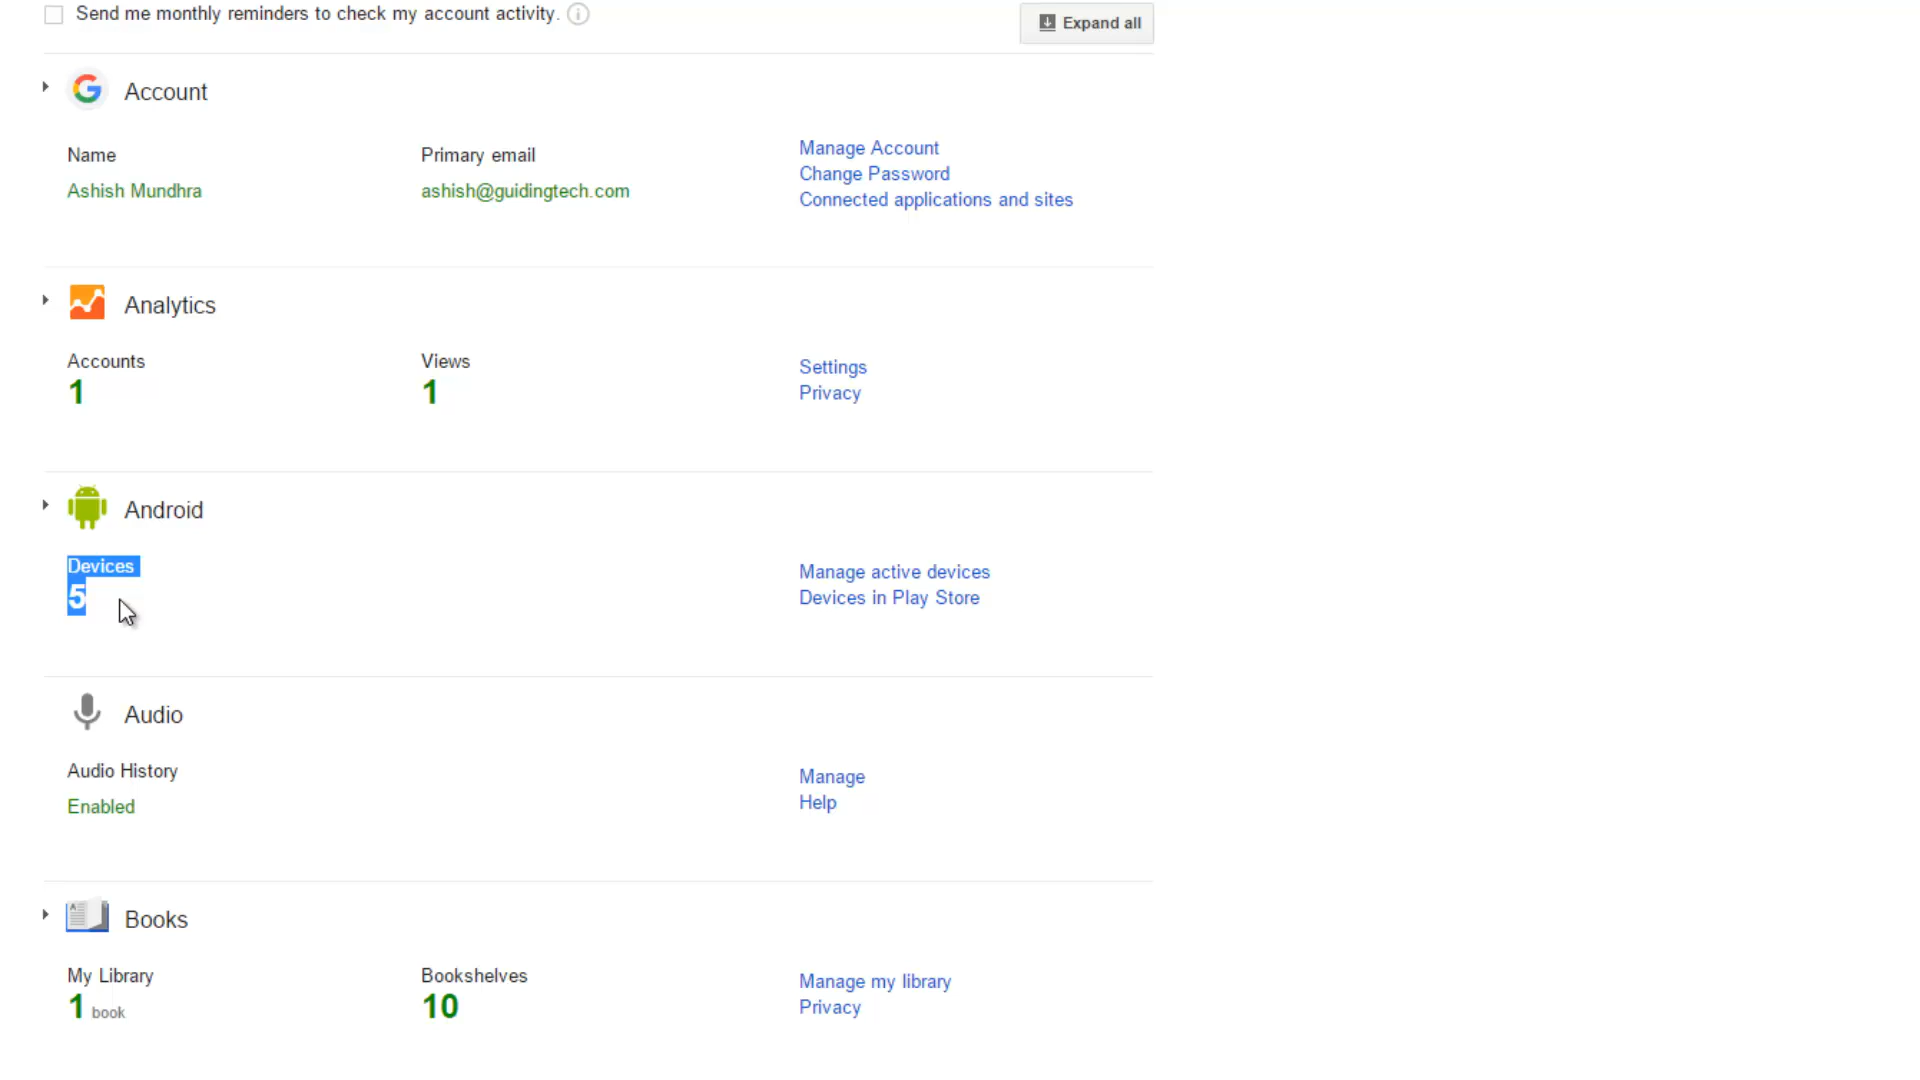 Send me monthly reminders to check my account activity.
Expand all
Account
Name
Primary email
Manage Account
Change Password
Connected applications and sites
Ashish Mundhra
ashish@guidingtech.com
Analytics
Accounts
Views
Settings
Privacy
1
1
Android
Devices
5
Manage active devices
Devices in Play Store
Audio
Audio History
Enabled
Manage
Help
Books
My Library
Bookshelves
Manage my library
Privacy
1 book
10